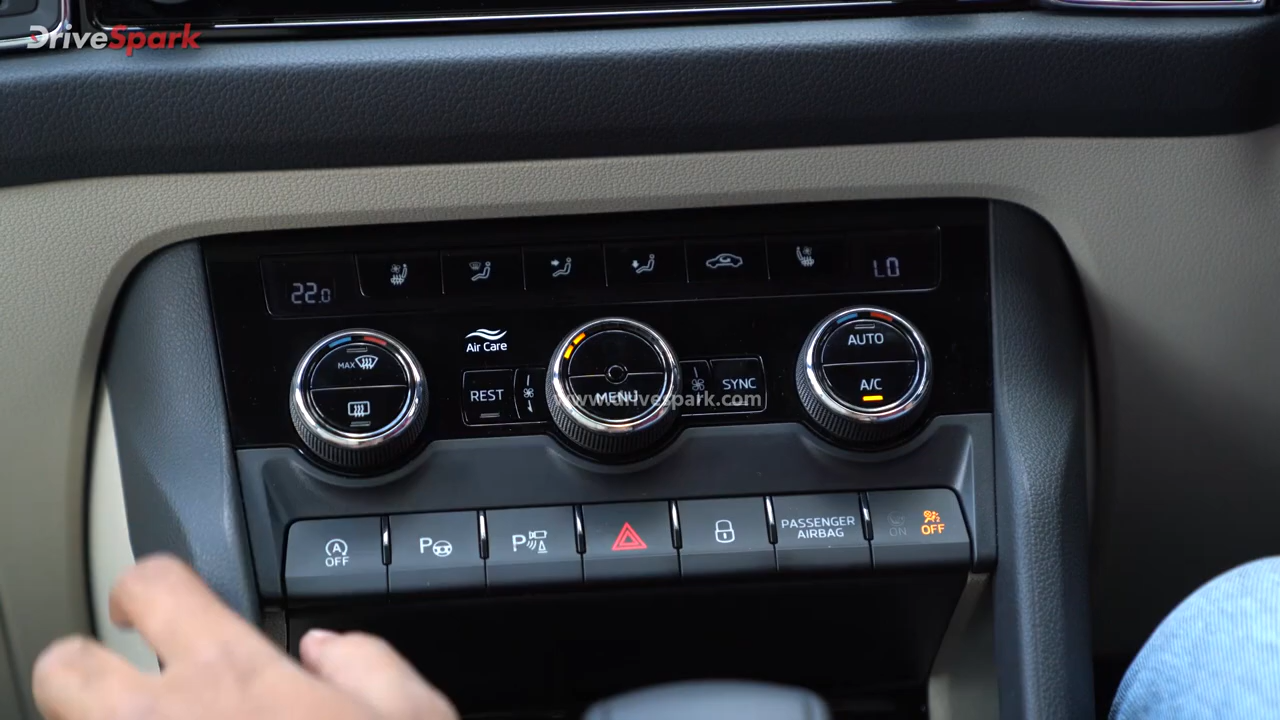 DriveSpark
22.0
LO
MAX
Air Care
AUTO
REST
MENU
SYNC
A/C
www.drivespark.com
A
OFF
P
P
PASSENGER
AIRBAG
ON
OFF